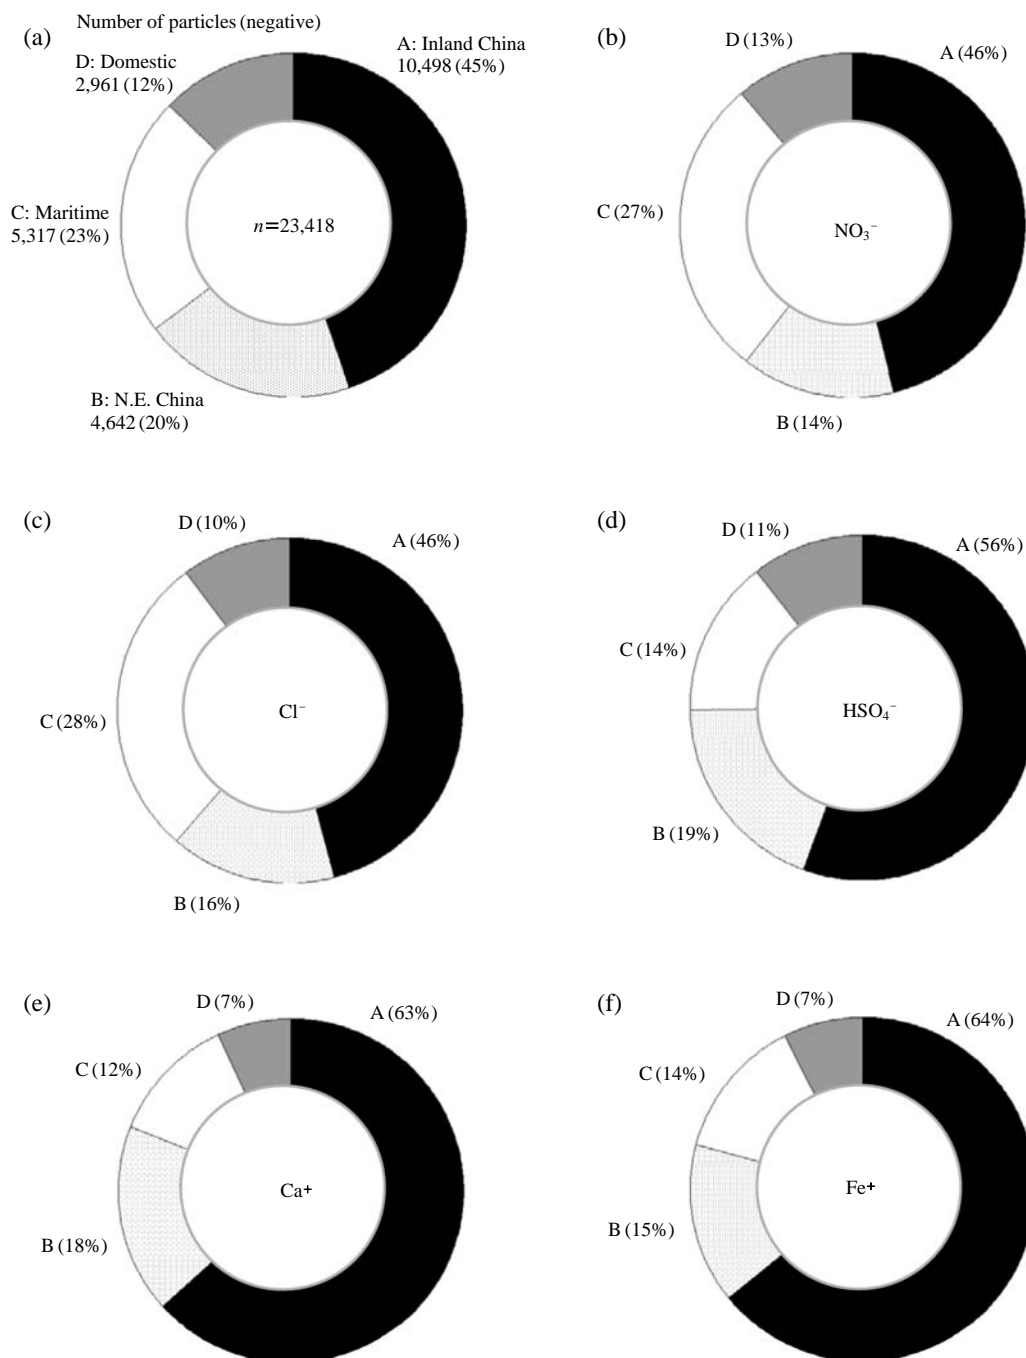 Number of particles (negative)
(a)
A: Inland China
10,498 (45%)
D: Domestic
2,961 (12%)
C: Maritime
5,317 (23%)
n=23,418
B: N.E. China
4,642 (20%)
(b)
D (13%)
A (46%)
C (27%)
NO₃⁻
B (14%)
(c)
D (10%)
A (46%)
C (28%)
Cl⁻
B (16%)
(d)
D (11%)
A (56%)
C (14%)
HSO₄⁻
B (19%)
(e)
D (7%)
A (63%)
C (12%)
Ca+
B (18%)
(f)
D (7%)
A (64%)
C (14%)
Fe+
B (15%)